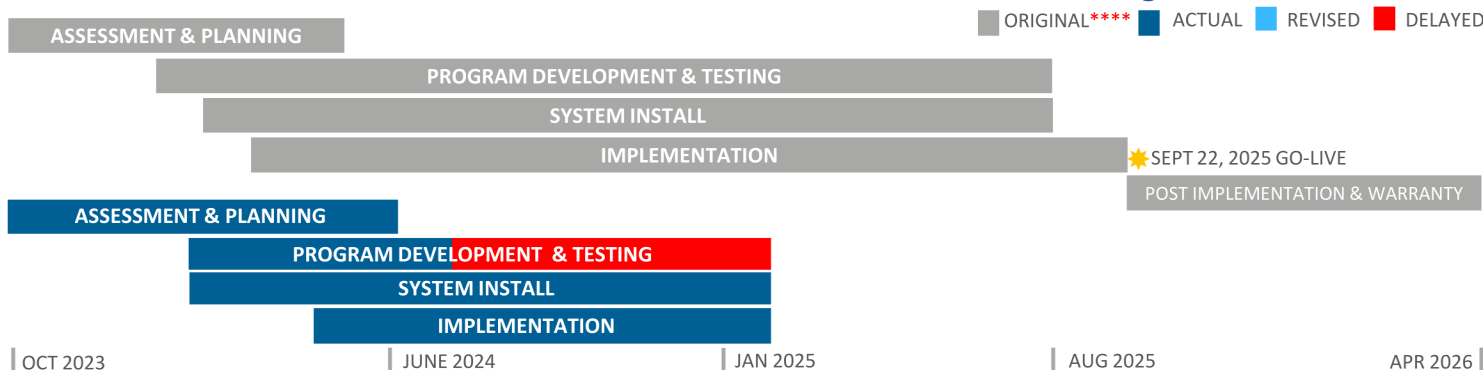 ORIGINAL**** ACTUAL REVISED DELAYED
ASSESSMENT & PLANNING
PROGRAM DEVELOPMENT & TESTING
SYSTEM INSTALL
IMPLEMENTATION
SEPT 22, 2025 GO-LIVE
POST IMPLEMENTATION & WARRANTY
ASSESSMENT & PLANNING
PROGRAM DEVELOPMENT & TESTING
SYSTEM INSTALL
IMPLEMENTATION
OCT 2023 JUNE 2024 JAN 2025 AUG 2025 APR 2026